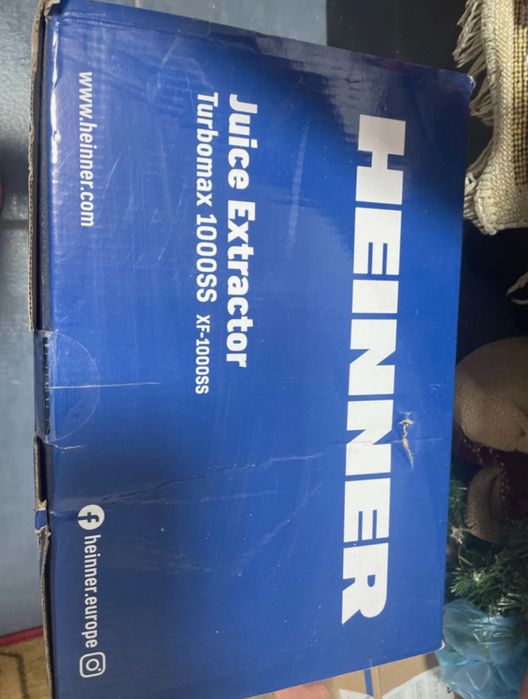 HEINNER
Juice Extractor
Turbomax 1000SS XF-1000SS
www.heinner.com
heinner.europe